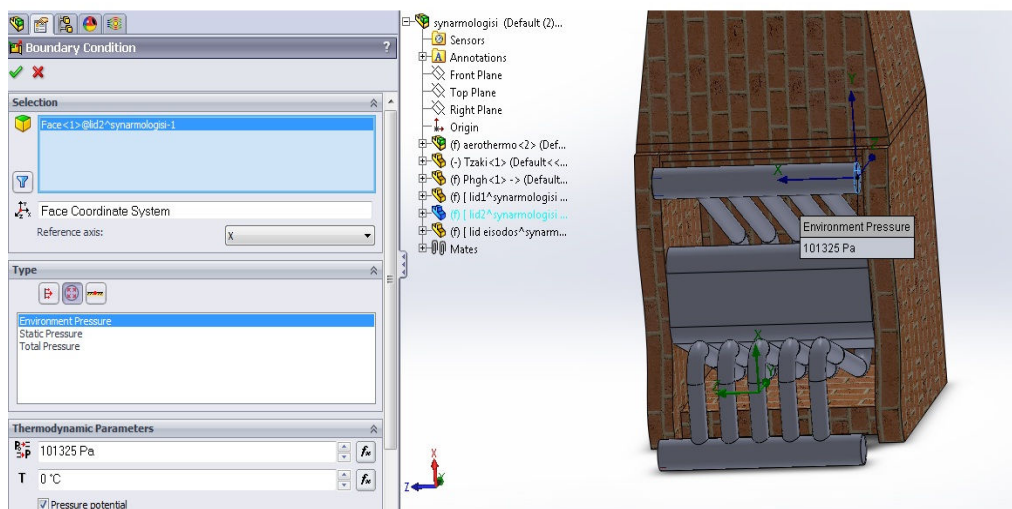 Boundary Condition
?
Selection
Face<1>@lid2^synarmologisi-1
Face Coordinate System
Reference axis:
X
Type
Environment Pressure
Static Pressure
Total Pressure
Thermodynamic Parameters
101325 Pa
T
0 °C
Pressure potential
synarmologisi (Default (2)...
Sensors
A Annotations
Front Plane
Top Plane
Right Plane
Origin
(f) aerothermo<2> (Def...
(-) Tzaki<1> (Default<<...
(f) Phgh<1> -> (Default...
(f) [ lid1^synarmologisi ...
(f) [ lid2^synarmologisi ...
(f) [ lid eisodos^synarm...
Mates
Environment Pressure
101325 Pa
Y
X
X
Z
X
Z